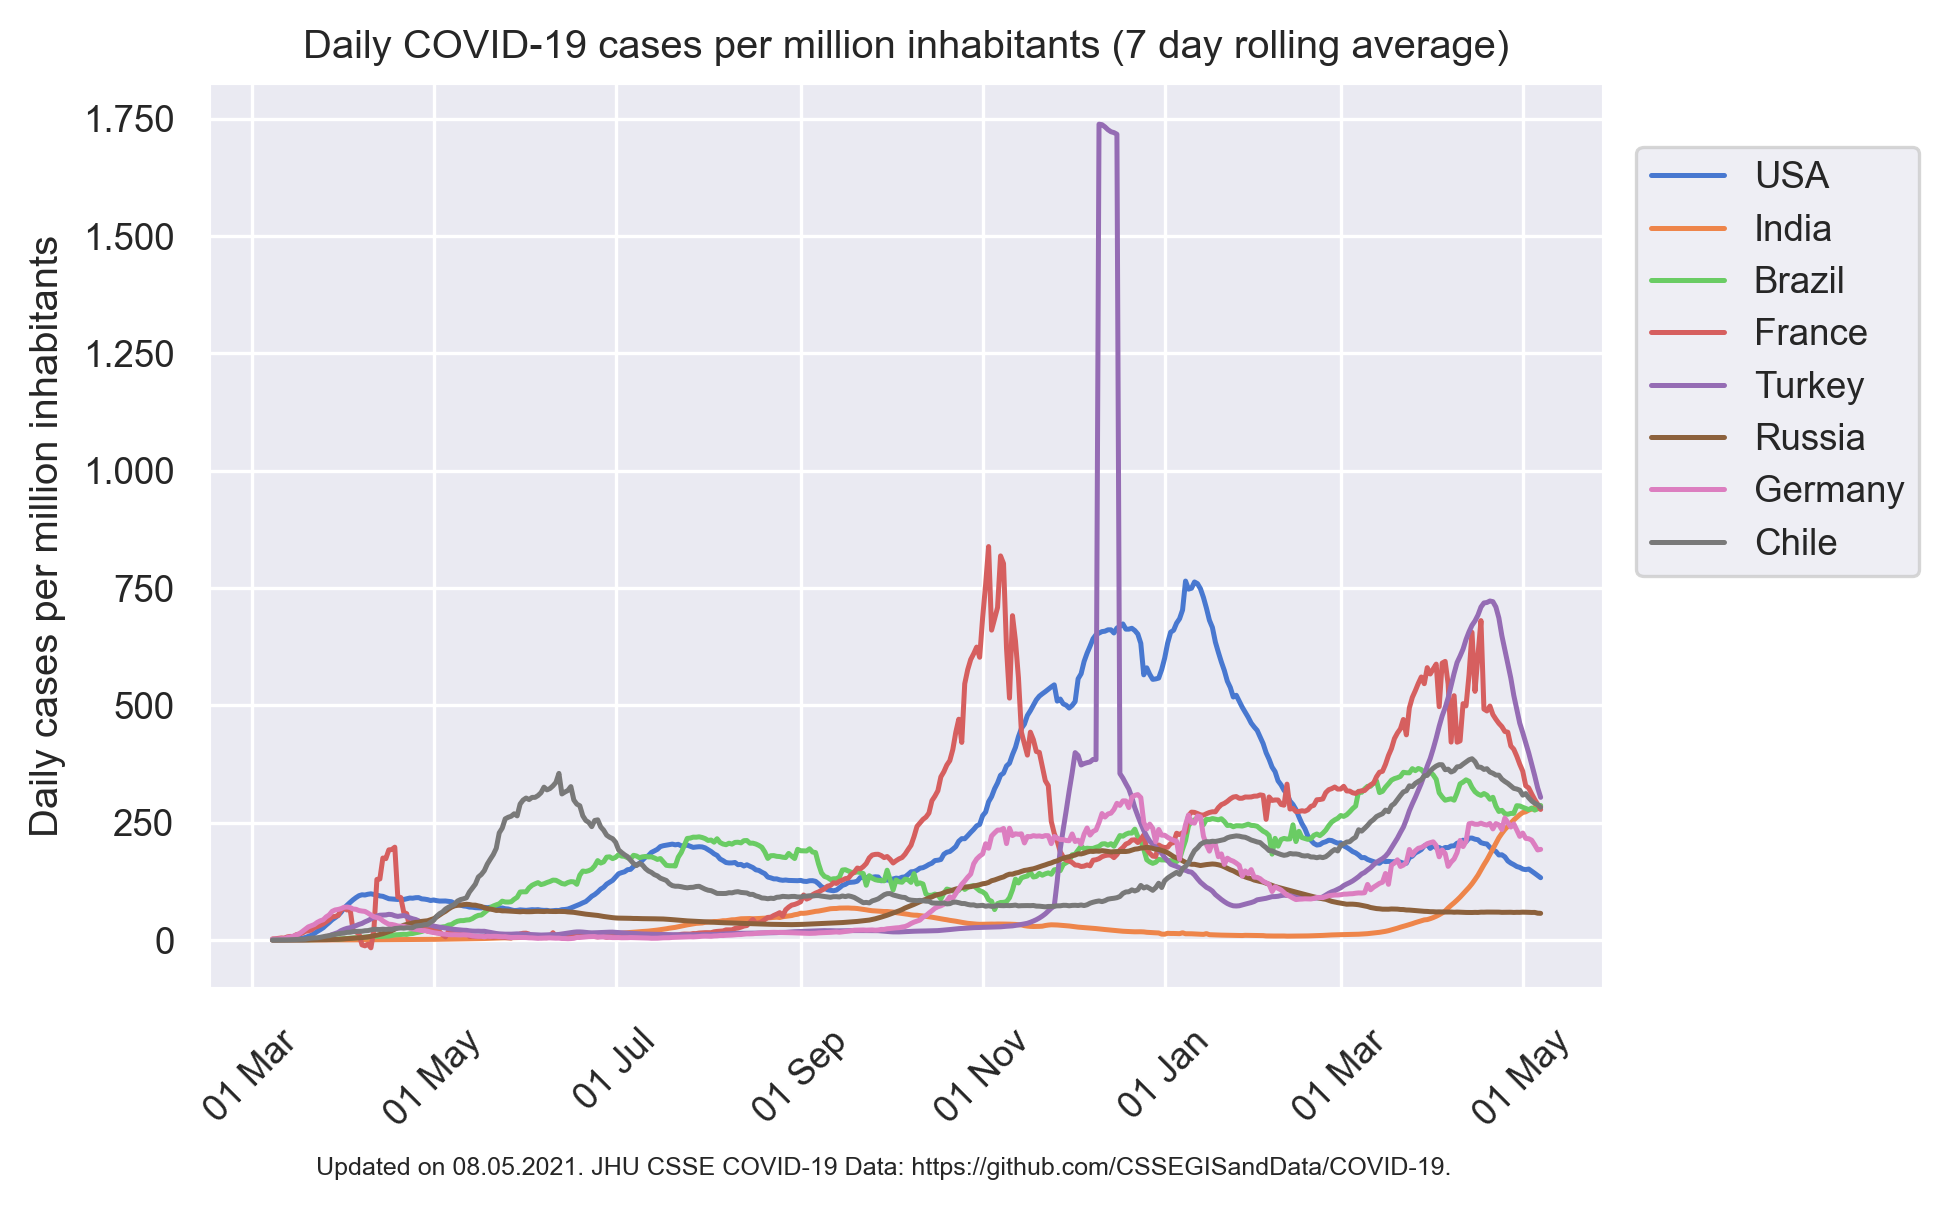 Daily COVID-19 cases per million inhabitants (7 day rolling average)
Daily cases per million inhabitants
1.750
1.500
1.250
1.000
750
500
250
0
01 Mar
01 May
01 Jul
01 Sep
01 Nov
01 Jan
01 Mar
01 May
USA
India
Brazil
France
Turkey
Russia
Germany
Chile
Updated on 08.05.2021. JHU CSSE COVID-19 Data: https://github.com/CSSEGISandData/COVID-19.